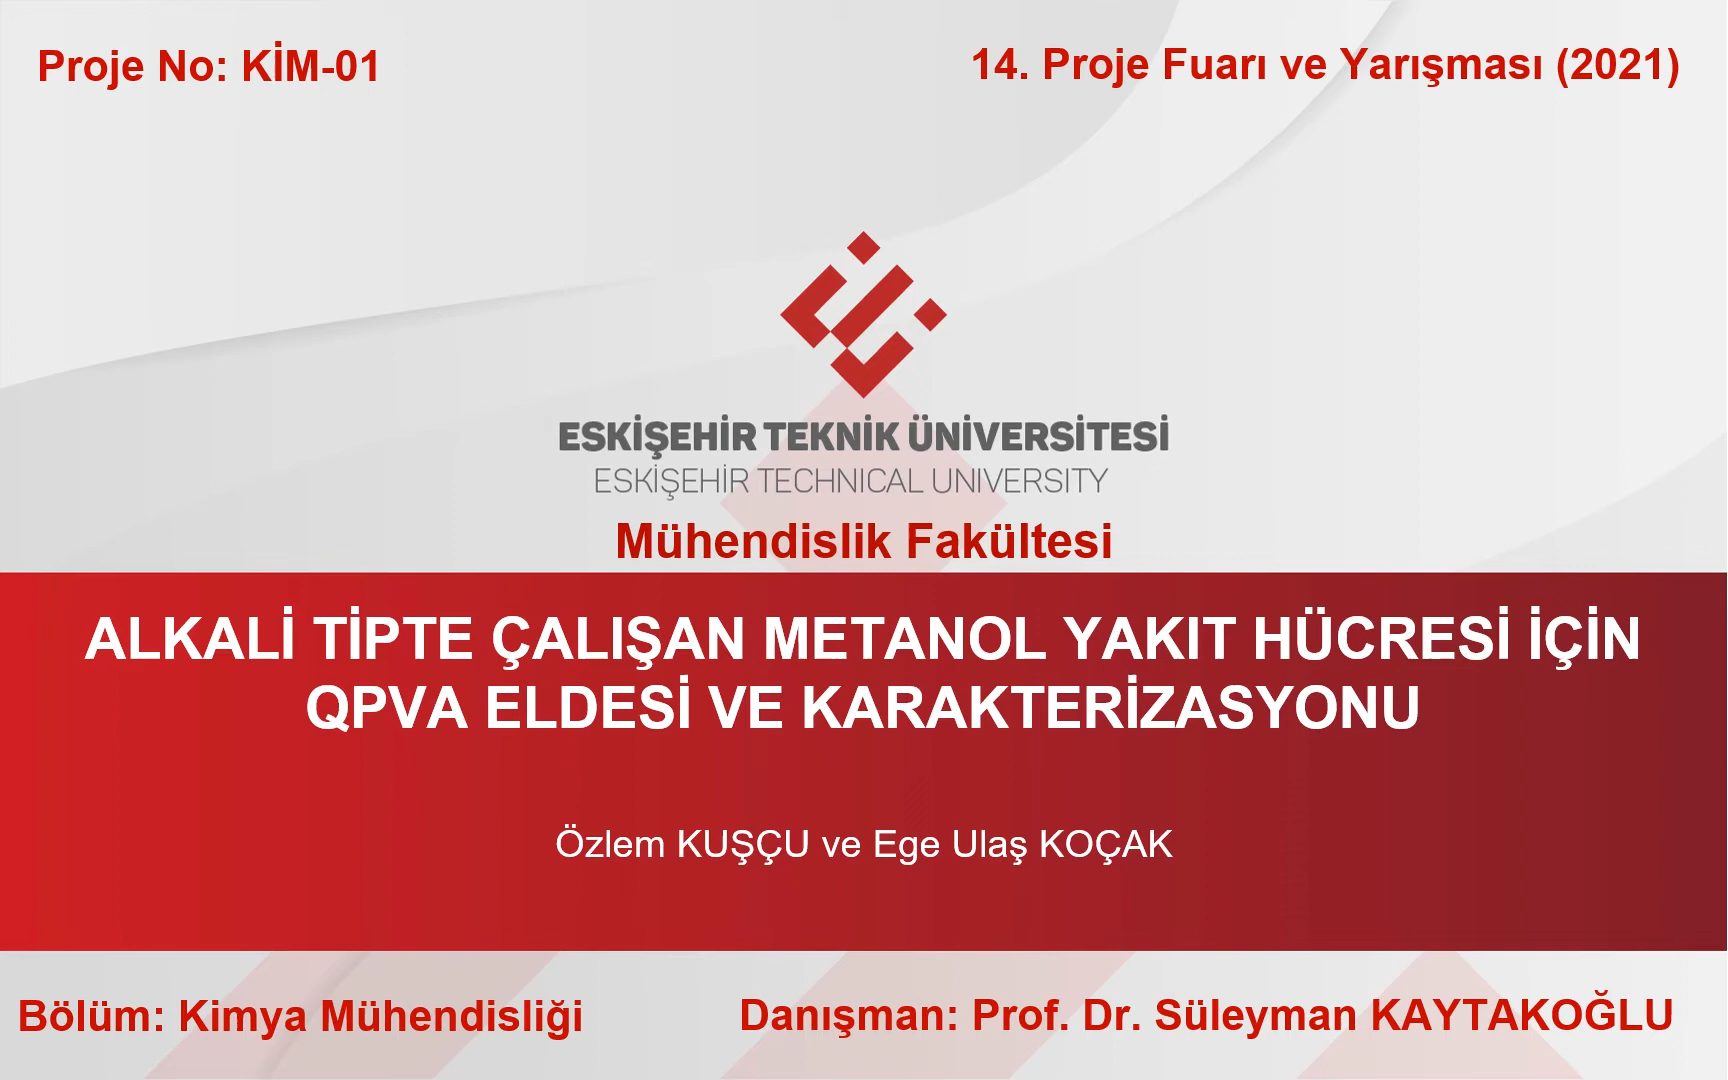 Proje No: KİM-01
14. Proje Fuarı ve Yarışması (2021)
ESKİŞEHİR TEKNİK ÜNİVERSİTESİ
ESKİŞEHİR TECHNICAL UNIVERSITY
Mühendislik Fakültesi
ALKALİ TİPTE ÇALIŞAN METANOL YAKIT HÜCRESİ İÇİN
QPVA ELDESİ VE KARAKTERİZASYONU
Özlem KUŞÇU ve Ege Ulaş KOÇAK
Bölüm: Kimya Mühendisliği
Danışman: Prof. Dr. Süleyman KAYTAKOĞLU